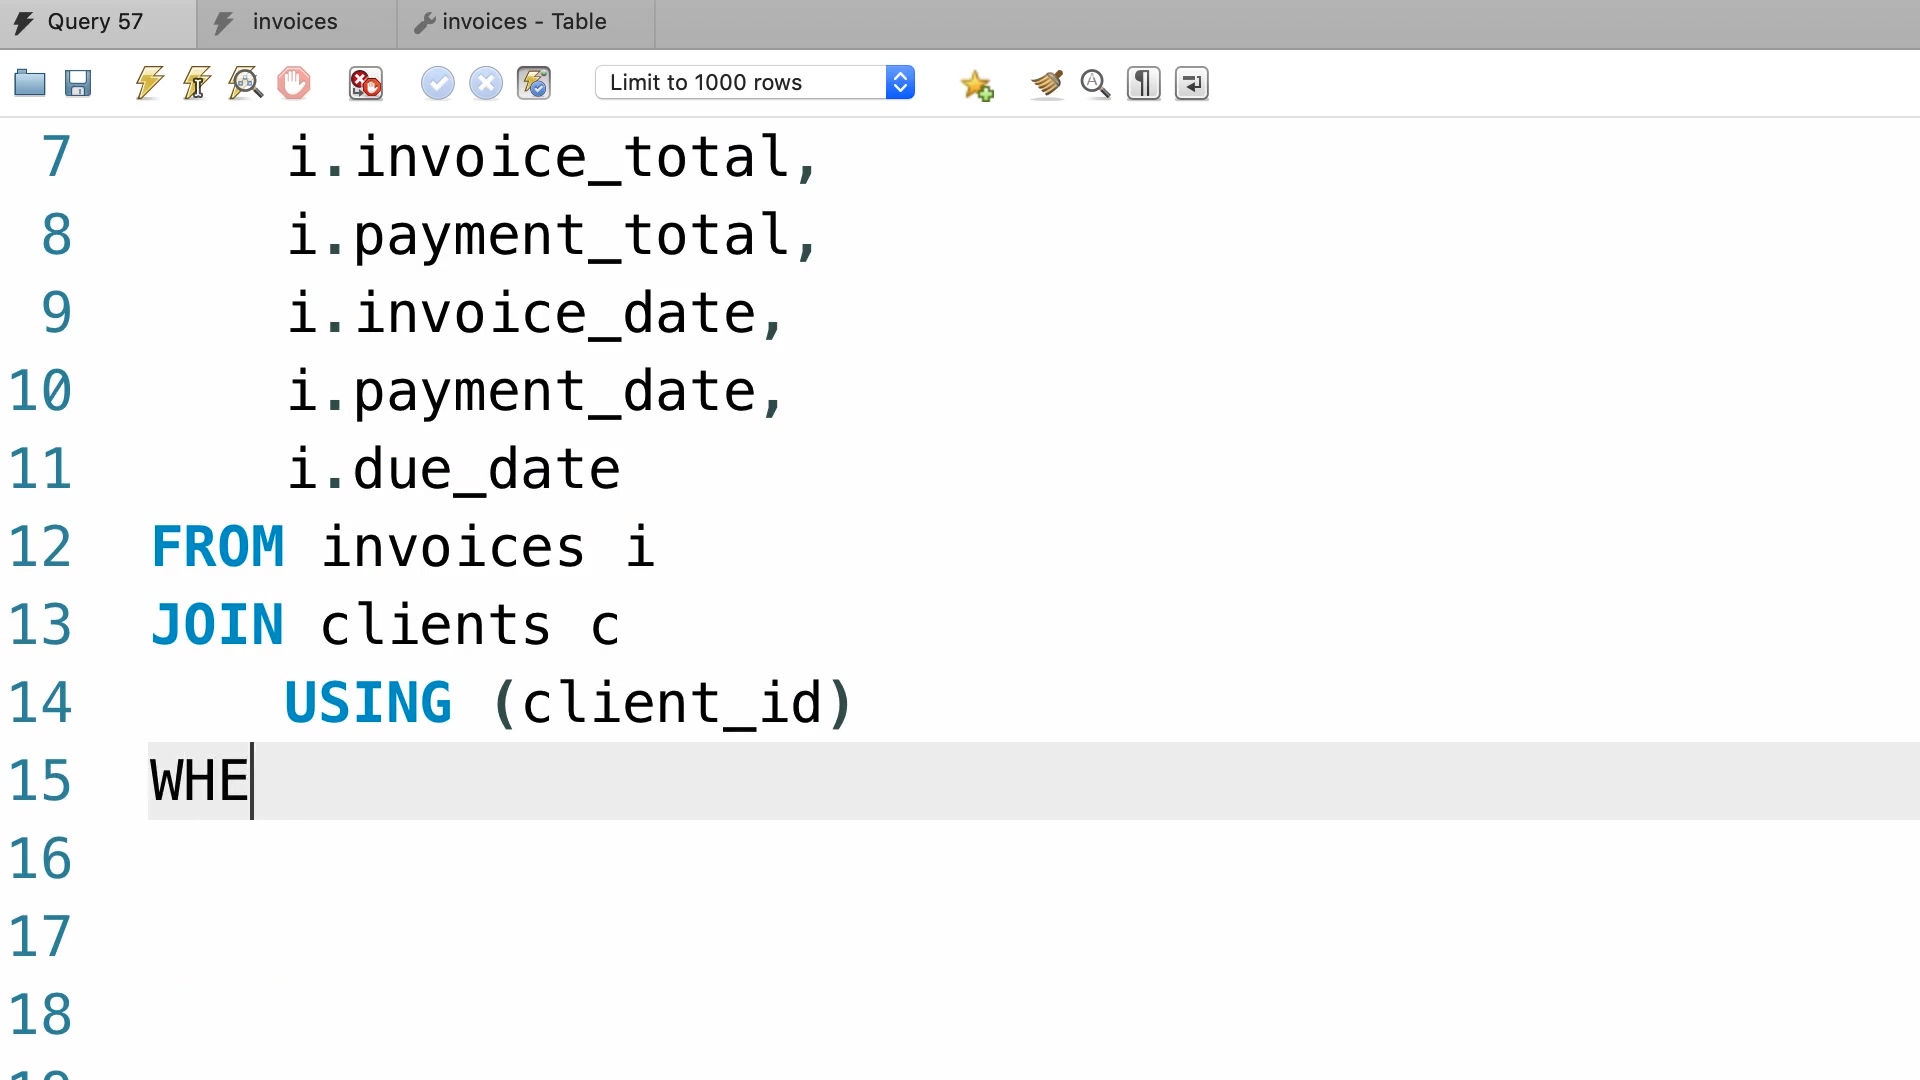 Query 57 invoices invoices - Table
Limit to 1000 rows
7 i.invoice_total,
8 i.payment_total,
9 i.invoice_date,
10 i.payment_date,
11 i.due_date
12 FROM invoices i
13 JOIN clients c
14 USING (client_id)
15 WHE
16
17
18